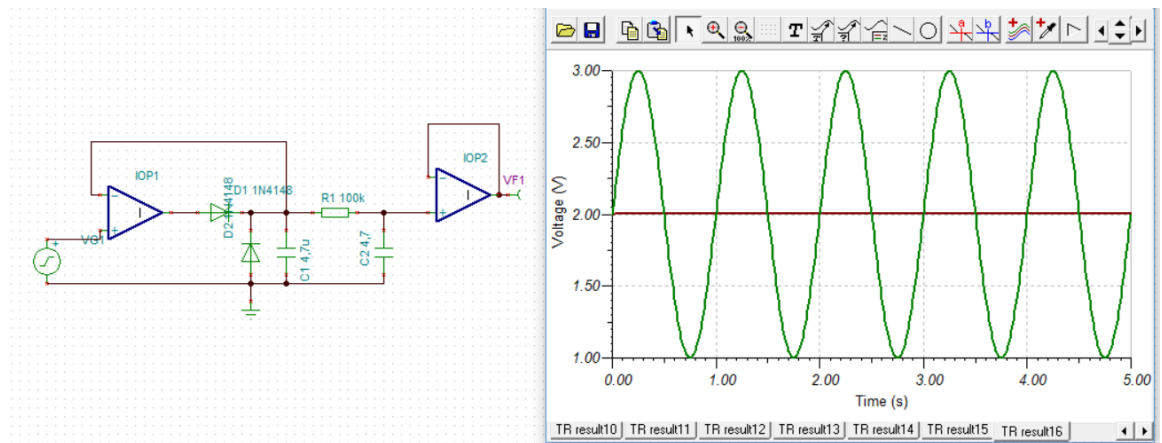 IOP1
IOP2
VF1
D1 1N4148
D2 1N4148
R1 100k
VG1
C1 4,7u
C2 4,7
+
-
T
a
b
100%
3.00
2.50
2.00
1.50
1.00
Voltage (V)
0.00 1.00 2.00 3.00 4.00 5.00
Time (s)
TR result10 TR result11 TR result12 TR result13 TR result14 TR result15 TR result16